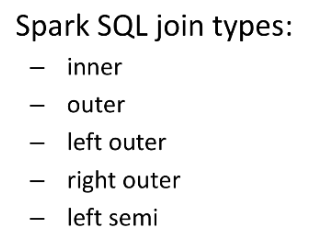 Spark SQL join types:
– inner
– outer
– left outer
– right outer
– left semi